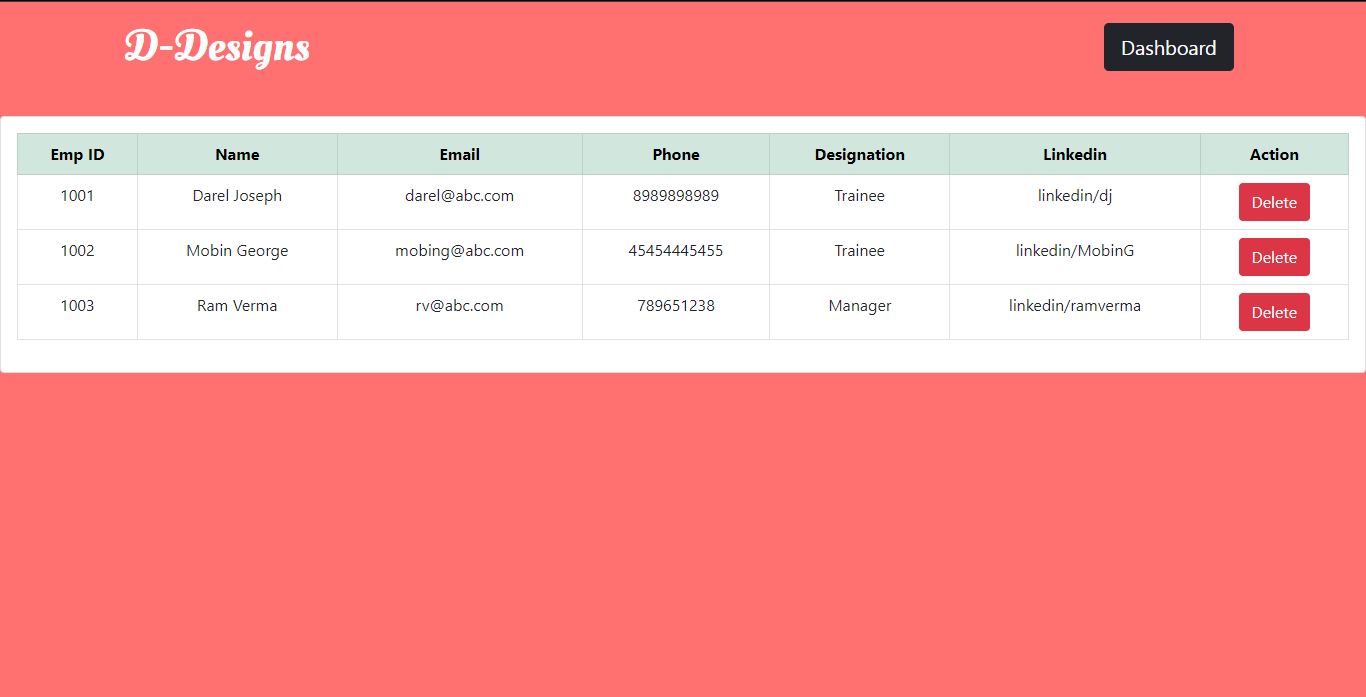 D-Designs Dashboard
Emp ID Name Email Phone Designation Linkedin Action
1001 Darel Joseph darel@abc.com 8989898989 Trainee linkedin/dj Delete
1002 Mobin George mobing@abc.com 45454445455 Trainee linkedin/MobinG Delete
1003 Ram Verma rv@abc.com 789651238 Manager linkedin/ramverma Delete